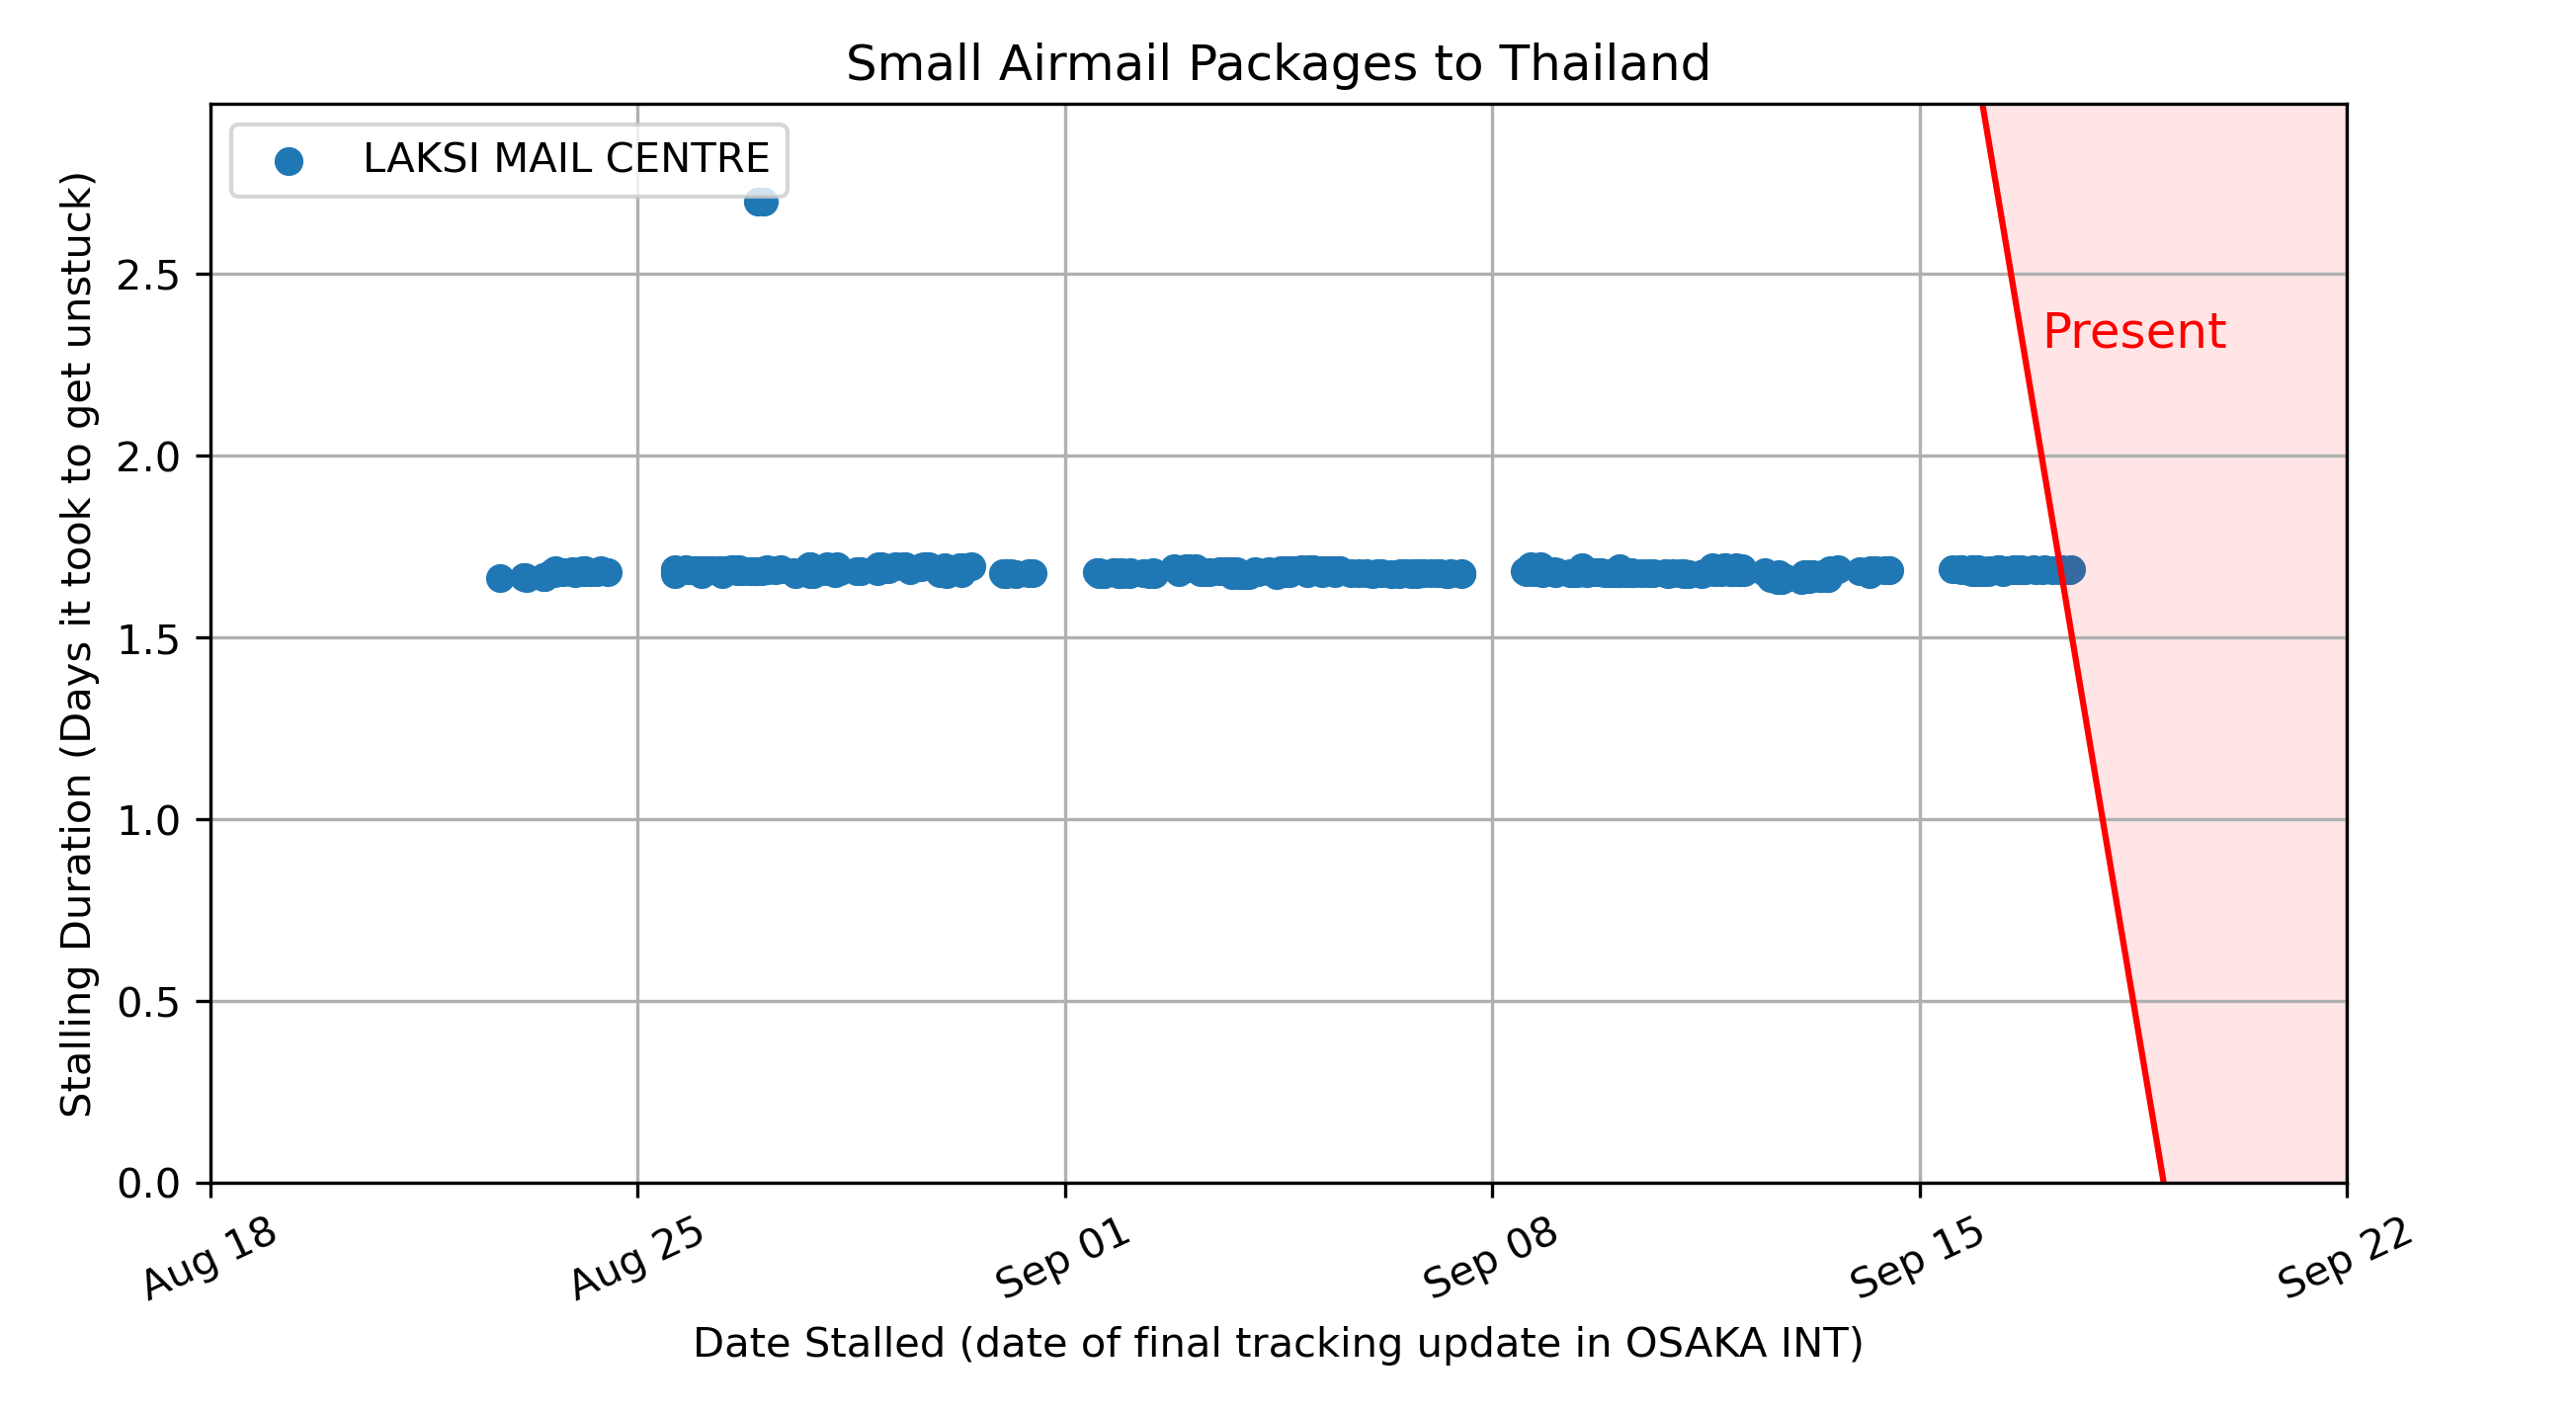 Small Airmail Packages to Thailand
LAKSI MAIL CENTRE
Present
Stalling Duration (Days it took to get unstuck)
2.5
2.0
1.5
1.0
0.5
0.0
Aug 18
Aug 25
Sep 01
Sep 08
Sep 15
Sep 22
Date Stalled (date of final tracking update in OSAKA INT)